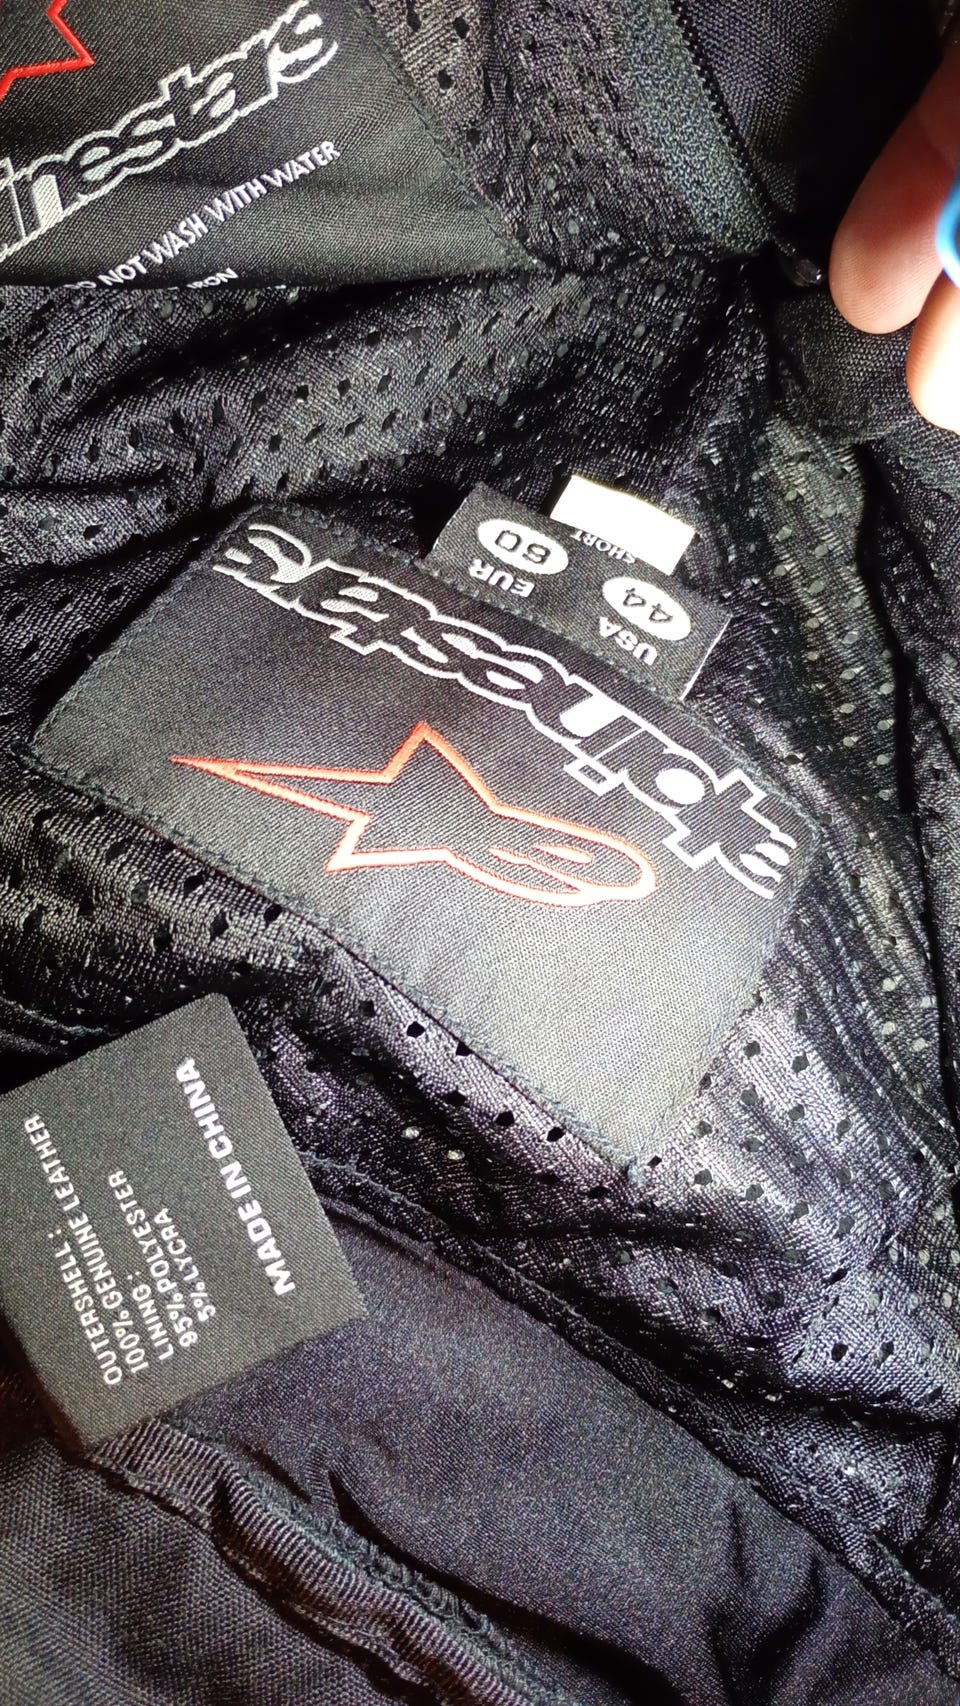 inestars
NOT WASH WITH WATER
IRON
SHORT
USA 44
EUR 60
alpinestars
OUTERSHELL :
100% GENUINE LEATHER
LINING :
95% POLYESTER
5% LYCRA
MADE IN CHINA